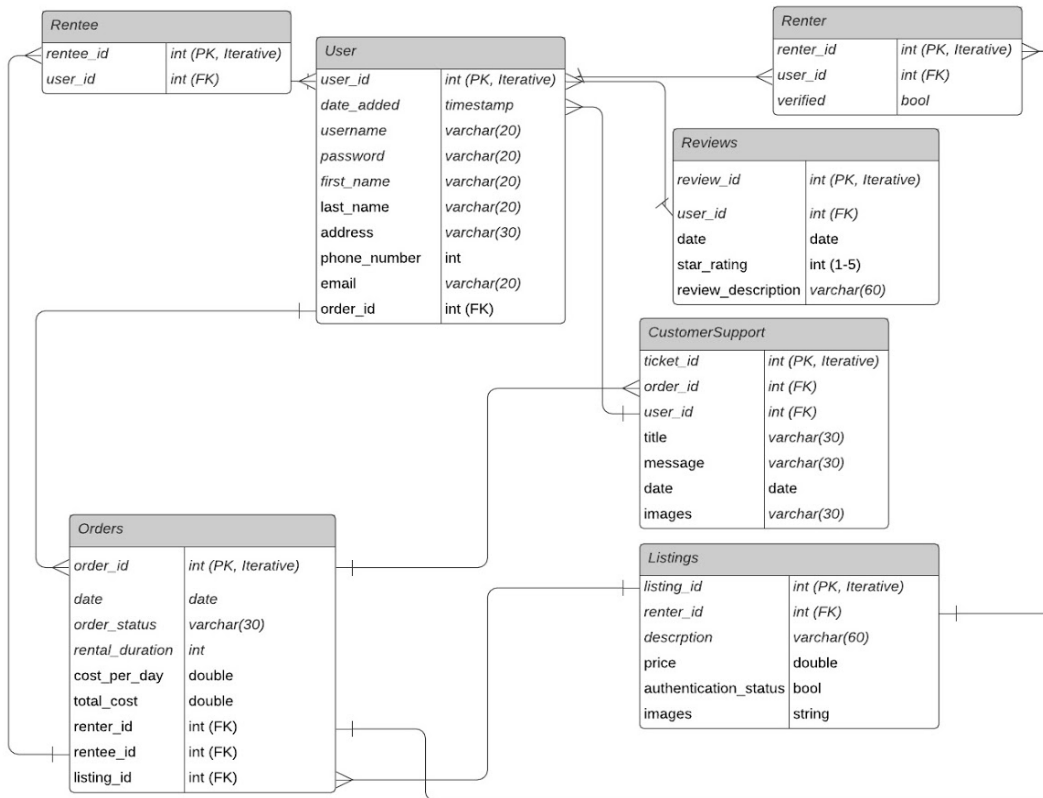 Rentee
rentee_id int (PK, Iterative)
user_id int (FK)
User
user_id int (PK, Iterative)
date_added timestamp
username varchar(20)
password varchar(20)
first_name varchar(20)
last_name varchar(20)
address varchar(30)
phone_number int
email varchar(20)
order_id int (FK)
Renter
renter_id int (PK, Iterative)
user_id int (FK)
verified bool
Reviews
review_id int (PK, Iterative)
user_id int (FK)
date date
star_rating int (1-5)
review_description varchar(60)
CustomerSupport
ticket_id int (PK, Iterative)
order_id int (FK)
user_id int (FK)
title varchar(30)
message varchar(30)
date date
images varchar(30)
Orders
order_id int (PK, Iterative)
date date
order_status varchar(30)
rental_duration int
cost_per_day double
total_cost double
renter_id int (FK)
rentee_id int (FK)
listing_id int (FK)
Listings
listing_id int (PK, Iterative)
renter_id int (FK)
descrption varchar(60)
price double
authentication_status bool
images string